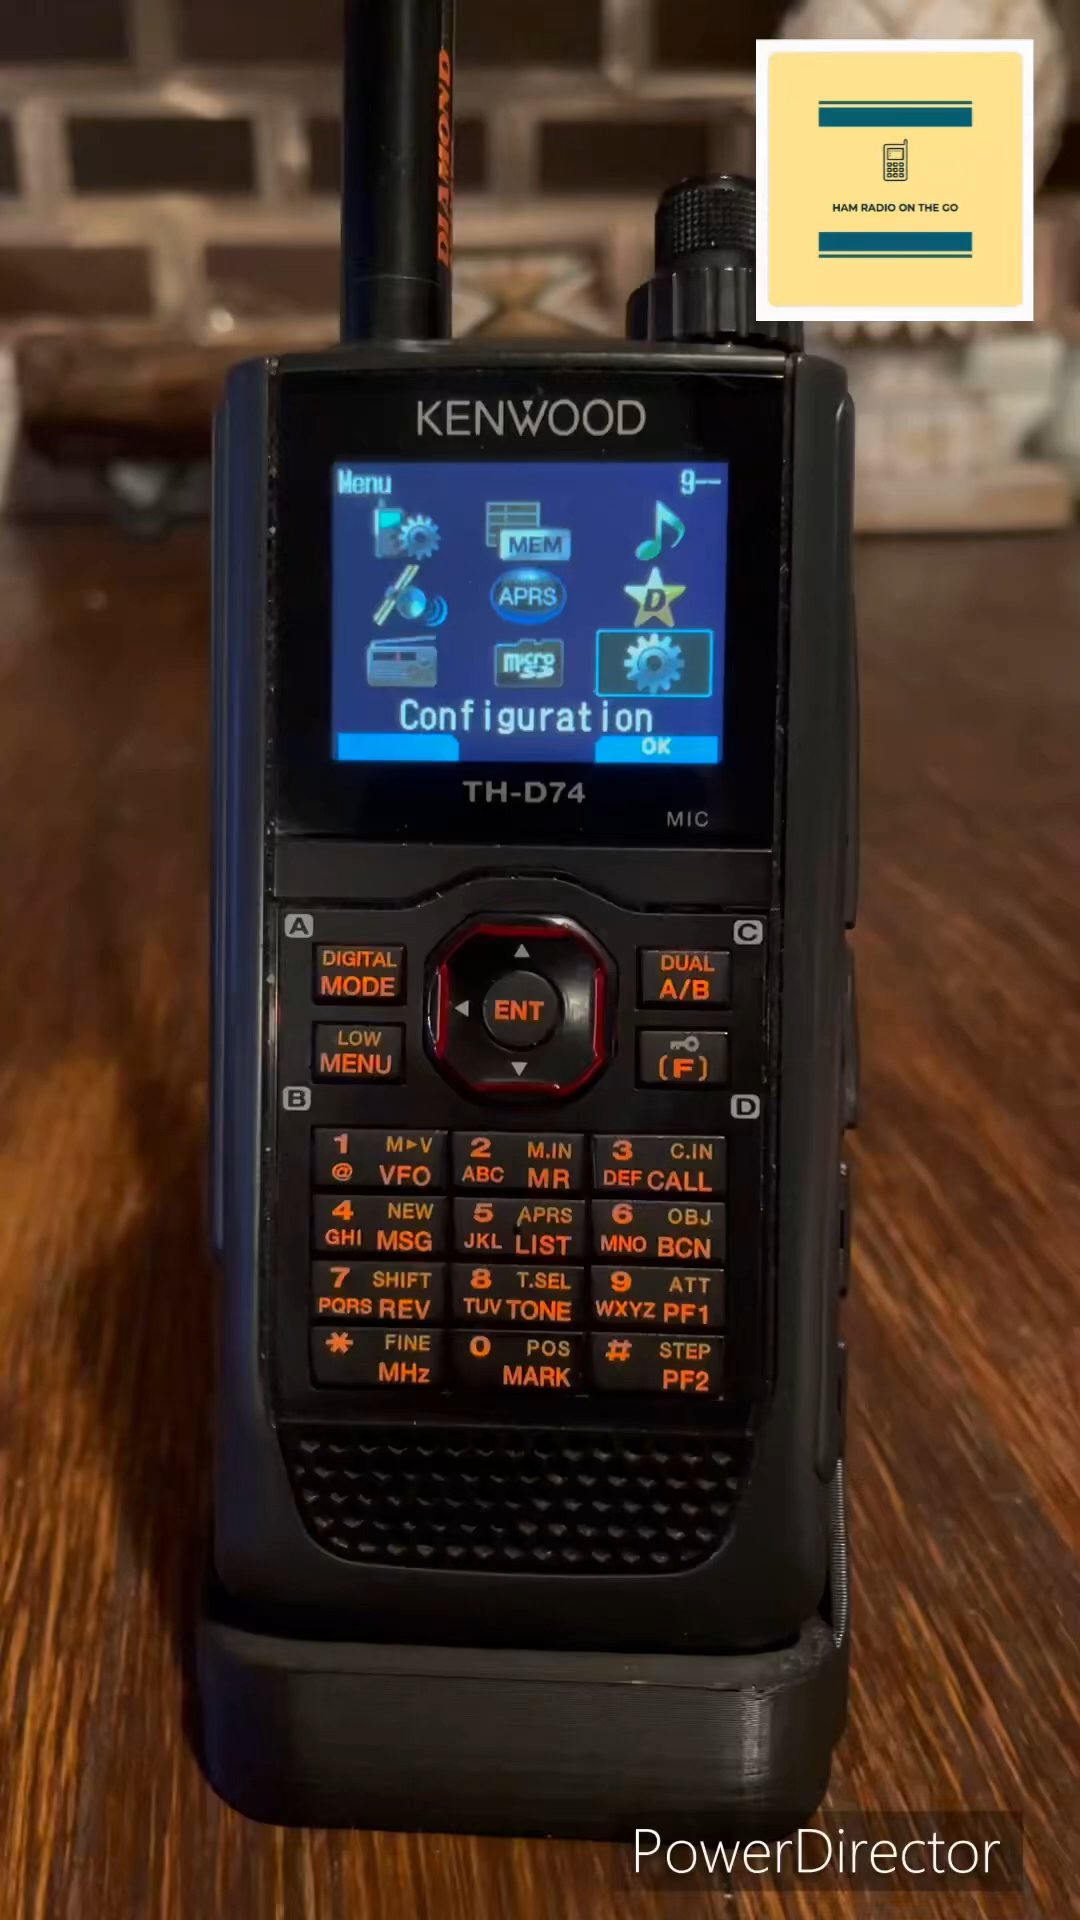 DIAMOND
HAM RADIO ON THE GO
KENWOOD
Menu 9--
MEM
APRS
D
micro
SD
Configuration
OK
TH-D74
MIC
A
C
DIGITAL
MODE
DUAL
A/B
ENT
LOW
MENU
(F)
B
D
1 M►V
@ VFO
2 M.IN
ABC MR
3 C.IN
DEF CALL
4 NEW
GHI MSG
5 APRS
JKL LIST
6 OBJ
MNO BCN
7 SHIFT
PQRS REV
8 T.SEL
TUV TONE
9 ATT
WXYZ PF1
* FINE
MHz
0 POS
MARK
# STEP
PF2
PowerDirector